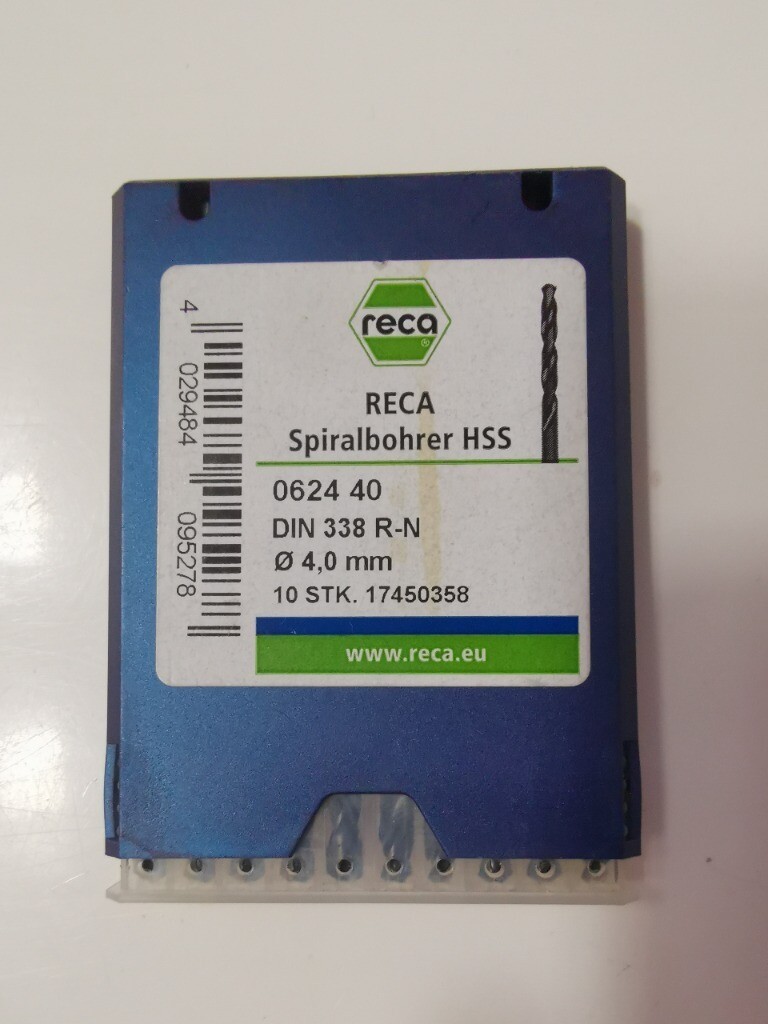 reca
®
RECA
Spiralbohrer HSS
0624 40
DIN 338 R-N
Ø 4,0 mm
10 STK. 17450358
www.reca.eu
4 029484 095278